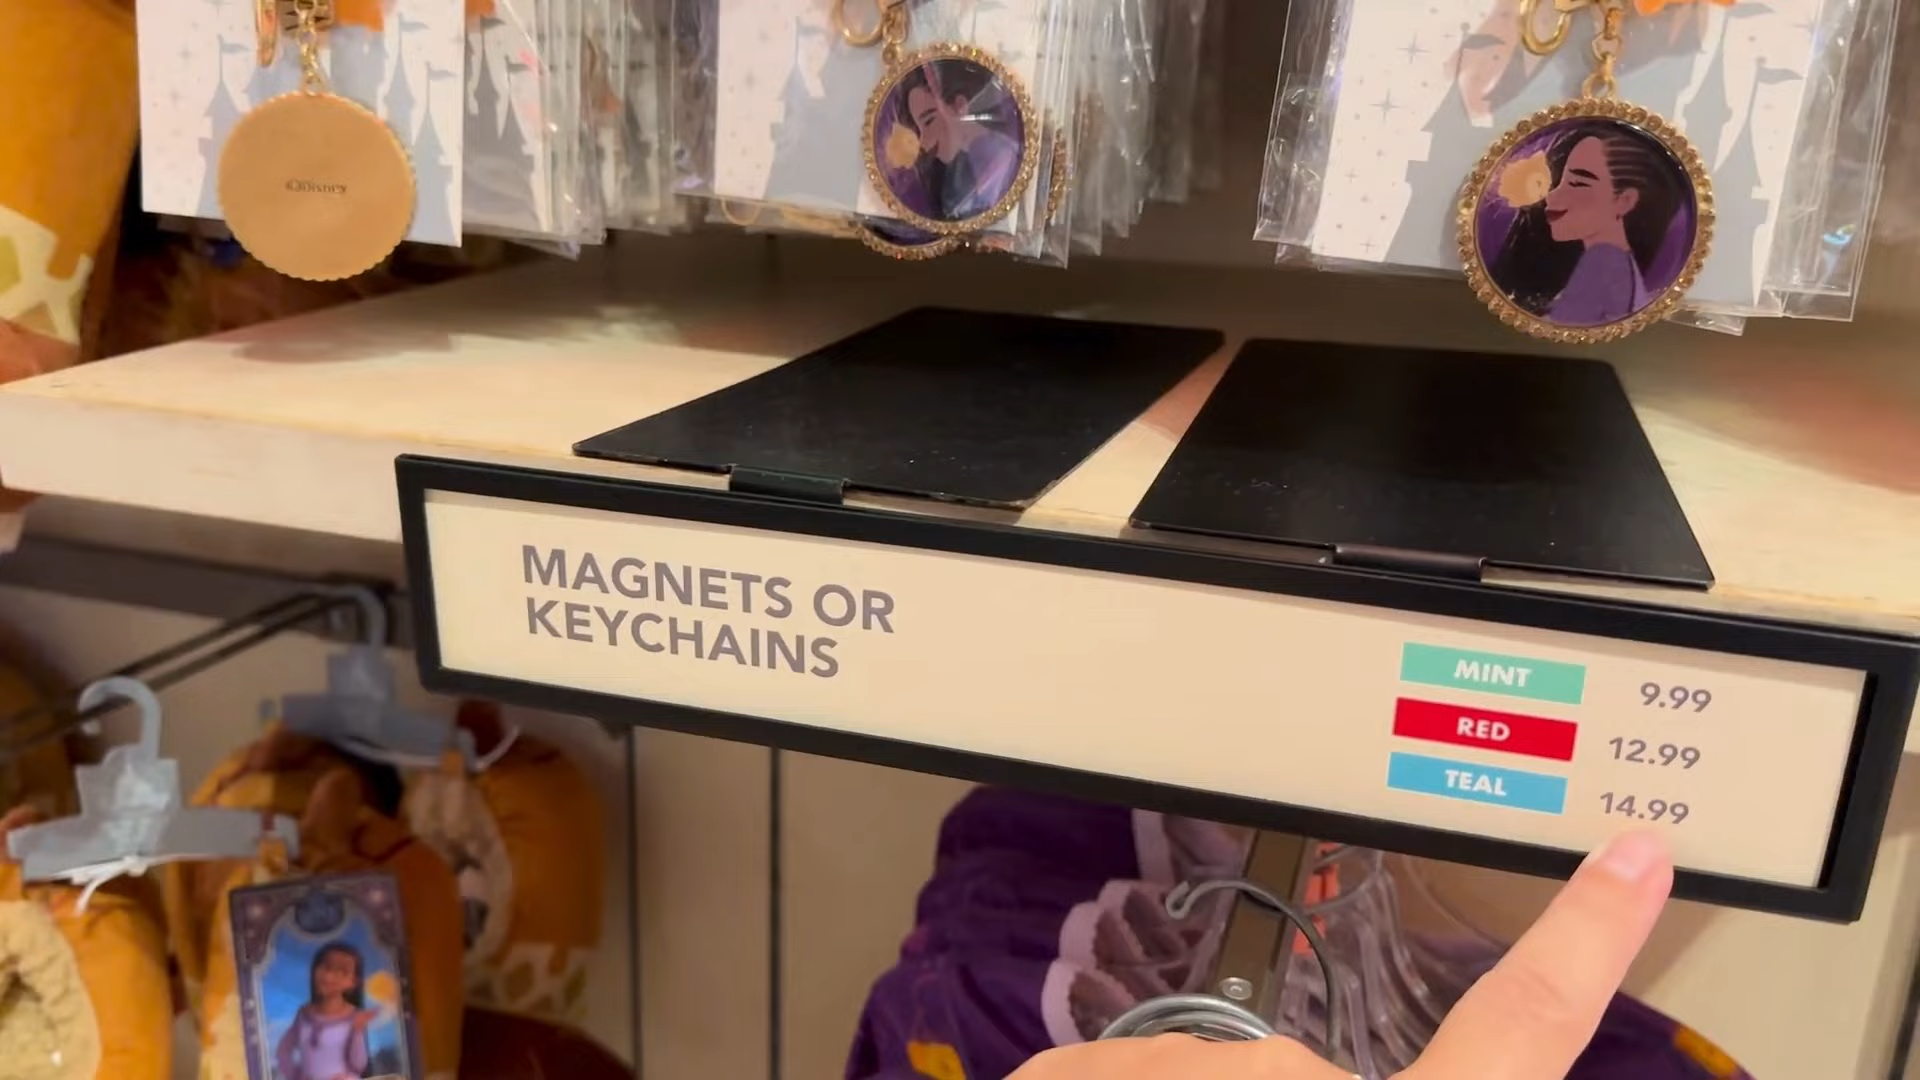 ©Disney
MAGNETS OR
KEYCHAINS
MINT 9.99
RED 12.99
TEAL 14.99